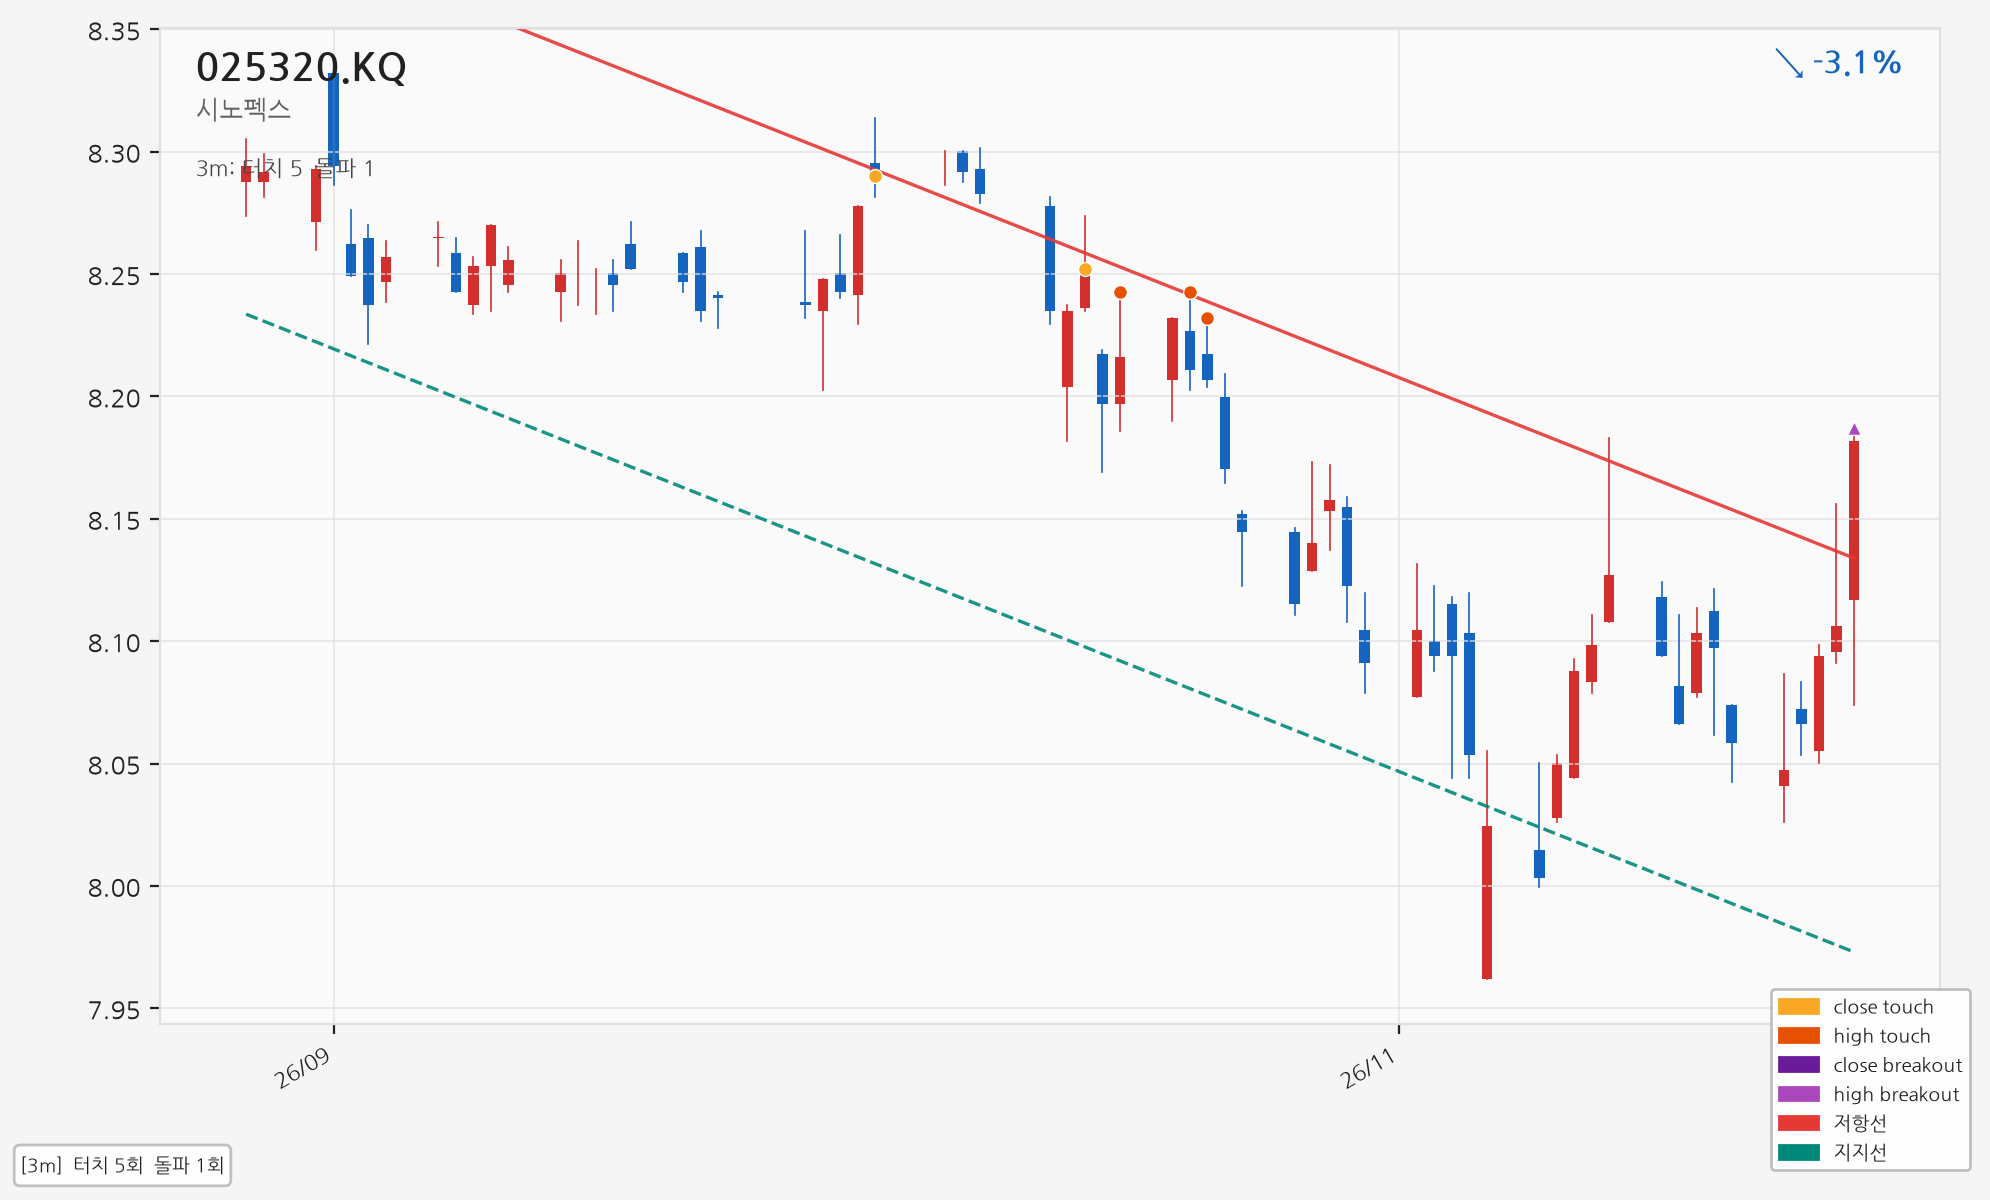 025320.KQ
시노펙스
3m: 터치 5  돌파 1
-3.1%
8.35
8.30
8.25
8.20
8.15
8.10
8.05
8.00
7.95
26/09
26/11
close touch
high touch
close breakout
high breakout
저항선
지지선
[3m]  터치 5회  돌파 1회